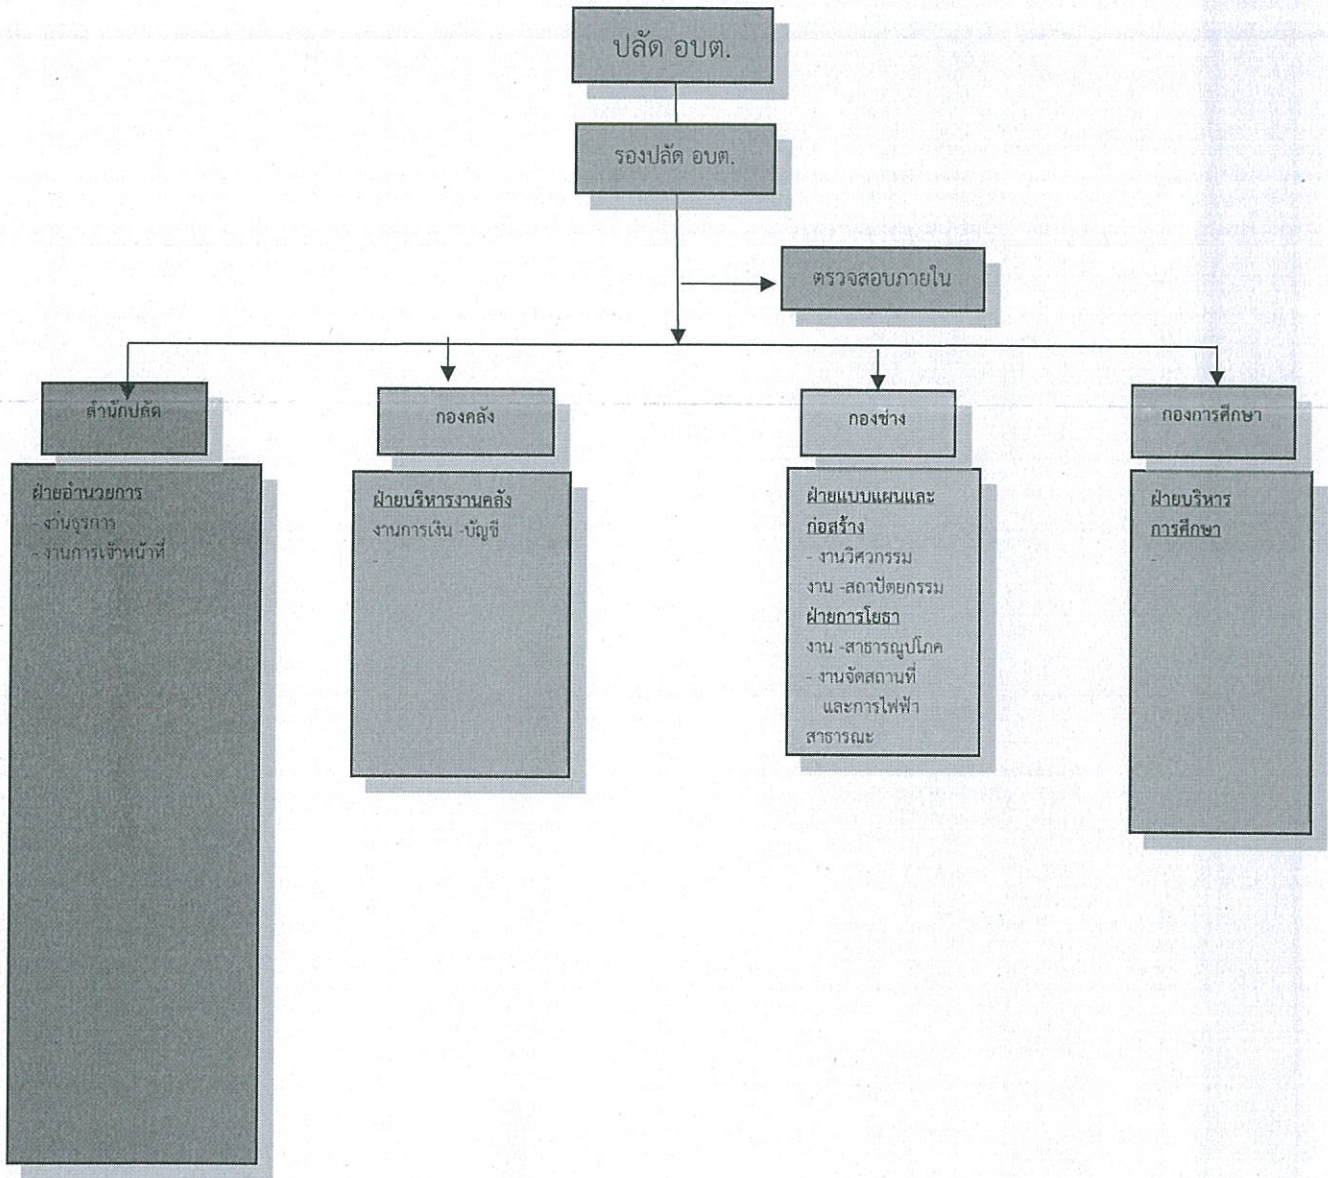 ปลัด อบต.
รองปลัด อบต.
ตรวจสอบภายใน
สำนักปลัด
ฝ่ายอำนวยการ
- งานธุรการ
- งานการเจ้าหน้าที่
กองคลัง
ฝ่ายบริหารงานคลัง
งานการเงิน -บัญชี
-
กองช่าง
ฝ่ายแบบแผนและ
ก่อสร้าง
- งานวิศวกรรม
งาน -สถาปัตยกรรม
ฝ่ายการโยธา
งาน -สาธารณูปโภค
- งานจัดสถานที่
และการไฟฟ้า
สาธารณะ
กองการศึกษา
ฝ่ายบริหาร
การศึกษา
-